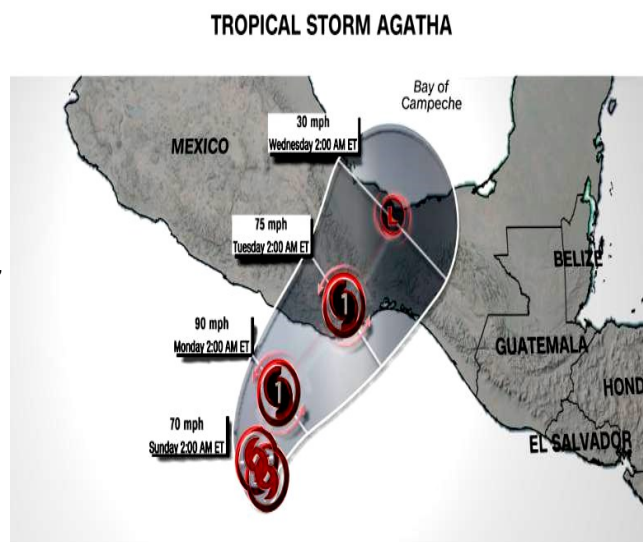 TROPICAL STORM AGATHA
Bay of
Campeche
30 mph
Wednesday 2:00 AM ET
MEXICO
75 mph
Tuesday 2:00 AM ET
L
BELIZE
1
90 mph
Monday 2:00 AM ET
GUATEMALA
1
HOND
70 mph
Sunday 2:00 AM ET
EL SALVADOR